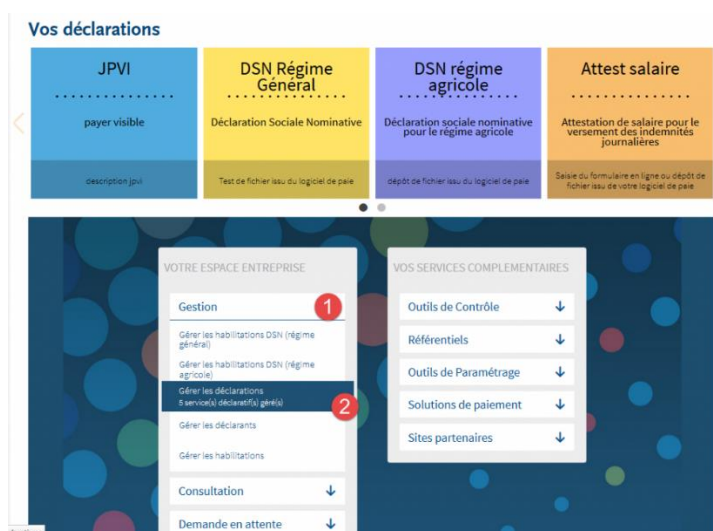 Vos déclarations
JPVI
payer visible
description jpvi
DSN Régime
Général
Déclaration Sociale Nominative
Test de fichier issu du logiciel de paie
DSN régime
agricole
Déclaration sociale nominative
pour le régime agricole
dépôt de fichier issu du logiciel de paie
Attest salaire
Attestation de salaire pour le
versement des indemnités
journalières
Saisie du formulaire en ligne ou dépôt de
fichier issu de votre logiciel de paie
VOTRE ESPACE ENTREPRISE
Gestion
1
Gérer les habilitations DSN (régime
général)
Gérer les habilitations DSN (régime
agricole)
Gérer les déclarations
5 service(s) déclaratif(s) géré(s)
2
Gérer les déclarants
Gérer les habilitations
Consultation
Demande en attente
VOS SERVICES COMPLEMENTAIRES
Outils de Contrôle
Référentiels
Outils de Paramétrage
Solutions de paiement
Sites partenaires